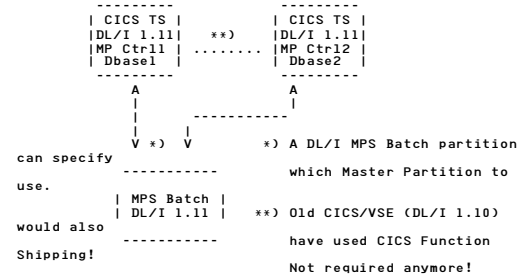 ---------                 ---------
| CICS TS |               | CICS TS |
|DL/I 1.11|   **)         |DL/I 1.11|
|MP Ctrl1 | ........      |MP Ctrl2 |
| Dbase1  |               | Dbase2  |
---------                 ---------
A                         A
|                         |
|       -----------
|      |
V *)   V          *) A DL/I MPS Batch partition
can specify
-----------             which Master Partition to
use.
| MPS Batch |
| DL/I 1.11 |    **) Old CICS/VSE (DL/I 1.10)
would also
-----------             have used CICS Function
Shipping!
Not required anymore!